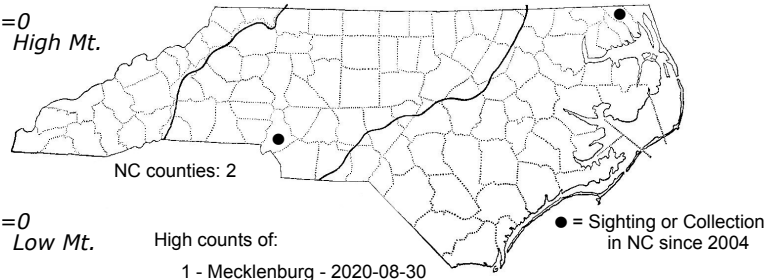 =0
High Mt.
NC counties: 2
=0
Low Mt.
High counts of:
1 - Mecklenburg - 2020-08-30
● = Sighting or Collection
in NC since 2004